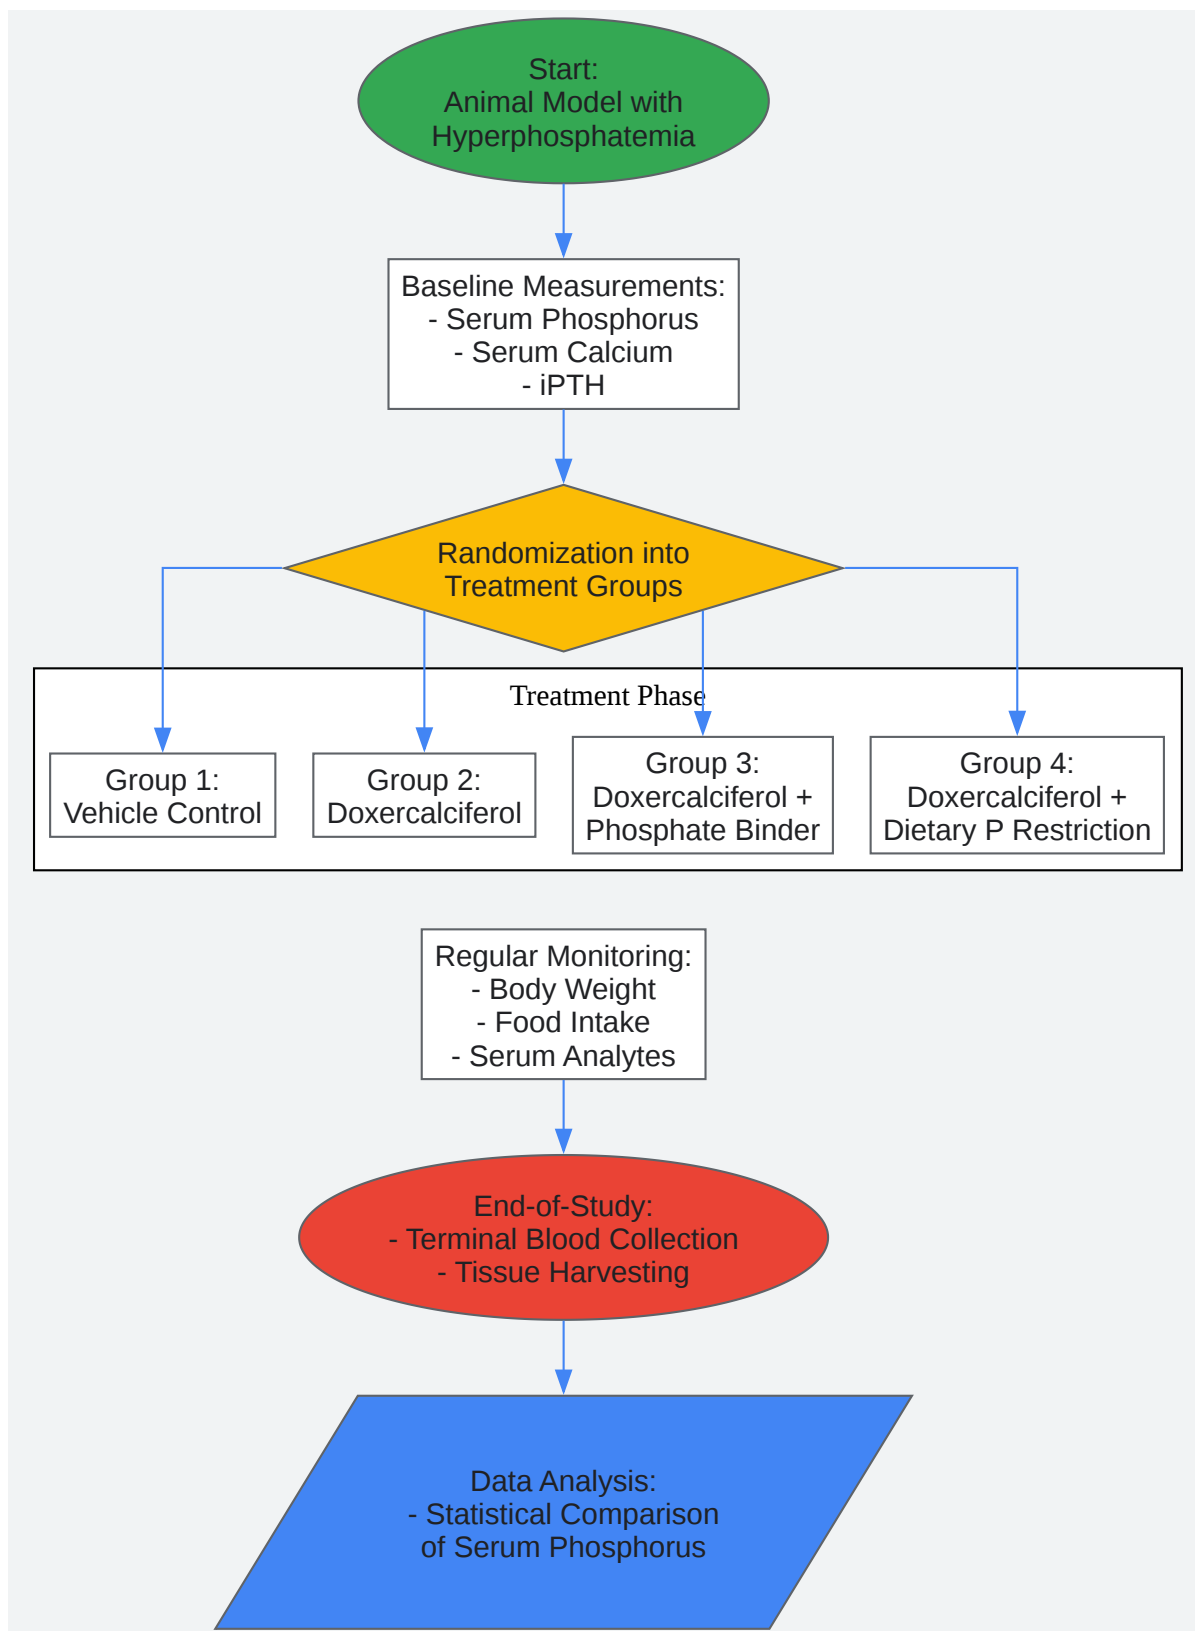 Start:
Animal Model with
Hyperphosphatemia
Baseline Measurements:
- Serum Phosphorus
- Serum Calcium
- iPTH
Randomization into
Treatment Groups
Treatment Phase
Group 1:
Vehicle Control
Group 2:
Doxercalciferol
Group 3:
Doxercalciferol +
Phosphate Binder
Group 4:
Doxercalciferol +
Dietary P Restriction
Regular Monitoring:
- Body Weight
- Food Intake
- Serum Analytes
End-of-Study:
- Terminal Blood Collection
- Tissue Harvesting
Data Analysis:
- Statistical Comparison
of Serum Phosphorus